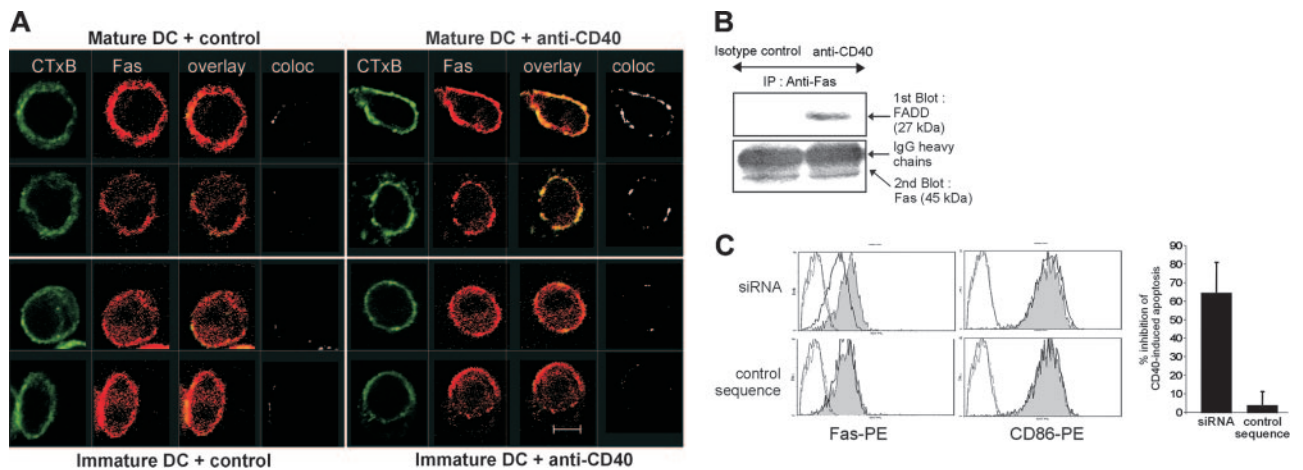 A
Mature DC + control
Mature DC + anti-CD40
CTxB Fas overlay coloc
CTxB Fas overlay coloc
Immature DC + control
Immature DC + anti-CD40
B
Isotype control anti-CD40
IP : Anti-Fas
1st Blot :
FADD
(27 kDa)
IgG heavy
chains
2nd Blot :
Fas (45 kDa)
C
siRNA
control
sequence
Fas-PE
CD86-PE
% inhibition of
CD40-induced apoptosis
90
80
70
60
50
40
30
20
10
0
siRNA
control
sequence